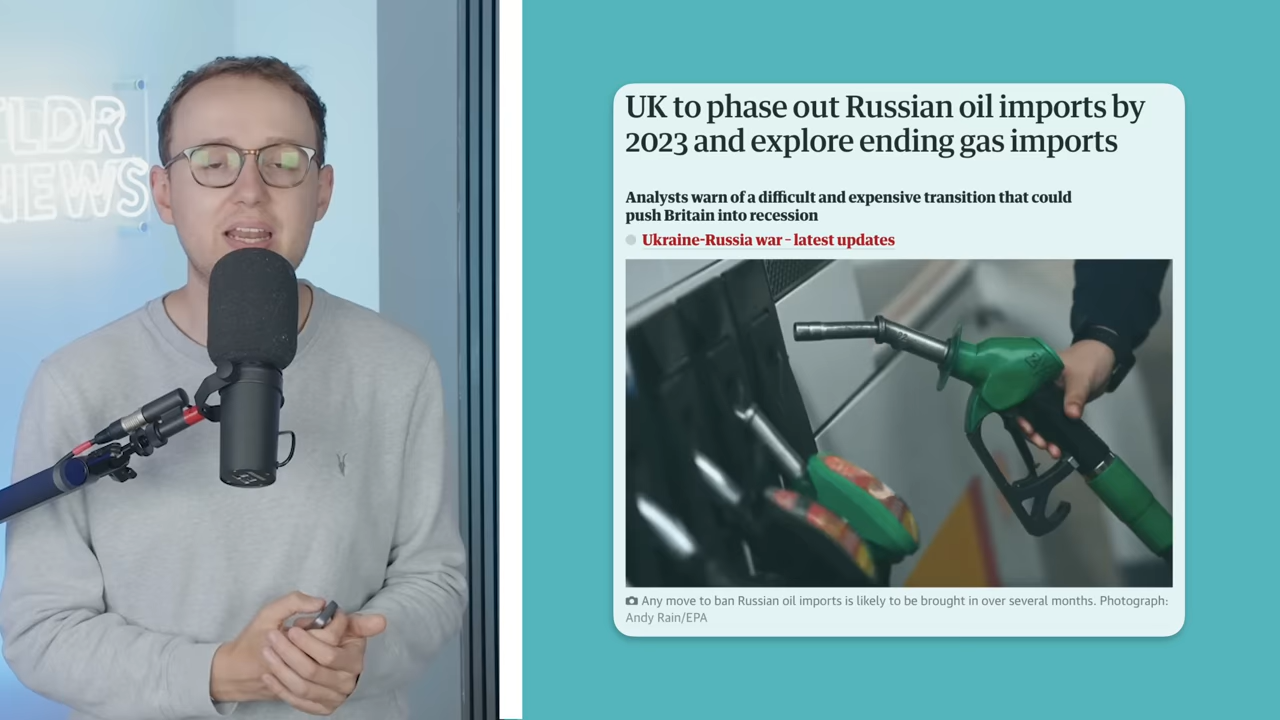 TLDR
NEWS
UK to phase out Russian oil imports by
2023 and explore ending gas imports
Analysts warn of a difficult and expensive transition that could
push Britain into recession
Ukraine-Russia war – latest updates
Any move to ban Russian oil imports is likely to be brought in over several months. Photograph:
Andy Rain/EPA